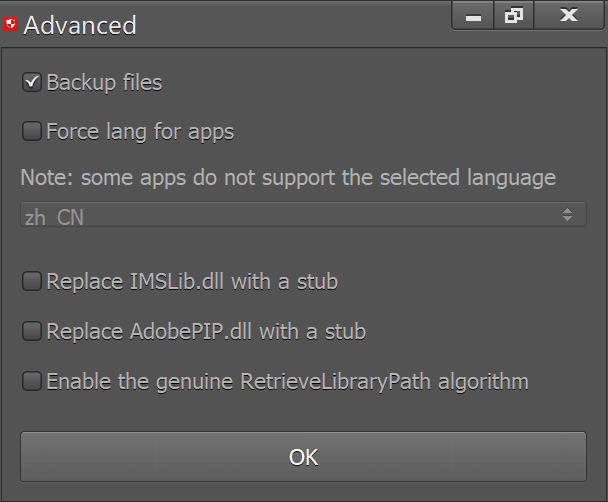 Advanced
Backup files
Force lang for apps
Note: some apps do not support the selected language
zh_CN
Replace IMSLib.dll with a stub
Replace AdobePIP.dll with a stub
Enable the genuine RetrieveLibraryPath algorithm
OK